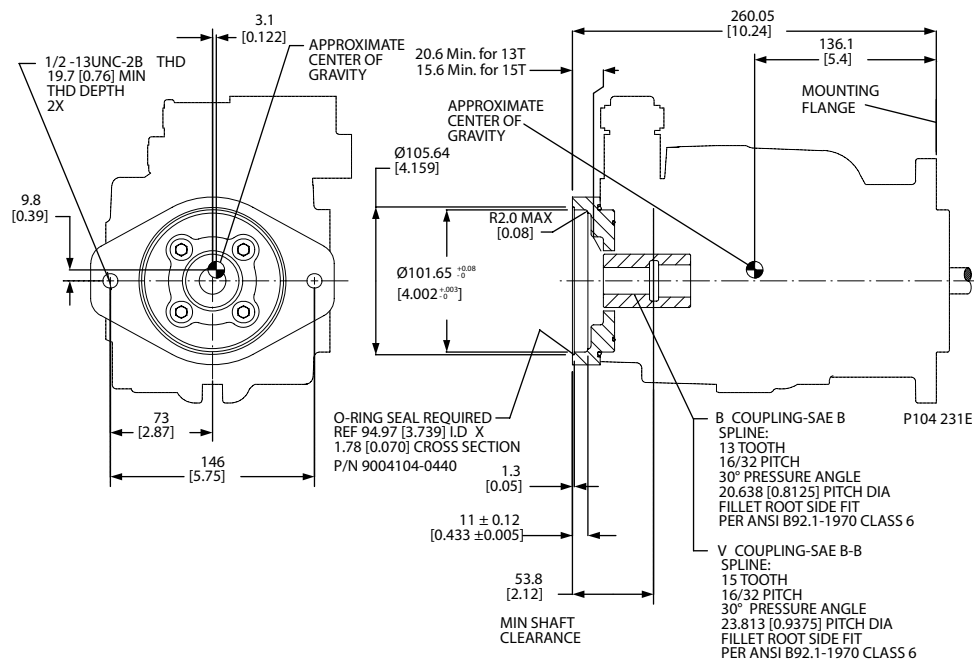 3.1
[0.122]
APPROXIMATE
CENTER OF
GRAVITY
1/2 -13UNC-2B THD
19.7 [0.76] MIN
THD DEPTH
2X
9.8
[0.39]
73
[2.87]
146
[5.75]
260.05
[10.24]
20.6 Min. for 13T
15.6 Min. for 15T
136.1
[5.4]
MOUNTING
FLANGE
APPROXIMATE
CENTER OF
GRAVITY
Ø105.64
[4.159]
R2.0 MAX
[0.08]
Ø101.65 +0.08 -0
[4.002 +.003 -0]
O-RING SEAL REQUIRED
REF 94.97 [3.739] I.D X
1.78 [0.070] CROSS SECTION
P/N 9004104-0440
1.3
[0.05]
11 ± 0.12
[0.433 ±0.005]
53.8
[2.12]
MIN SHAFT
CLEARANCE
P104 231E
B COUPLING-SAE B
SPLINE:
13 TOOTH
16/32 PITCH
30° PRESSURE ANGLE
20.638 [0.8125] PITCH DIA
FILLET ROOT SIDE FIT
PER ANSI B92.1-1970 CLASS 6
V COUPLING-SAE B-B
SPLINE:
15 TOOTH
16/32 PITCH
30° PRESSURE ANGLE
23.813 [0.9375] PITCH DIA
FILLET ROOT SIDE FIT
PER ANSI B92.1-1970 CLASS 6